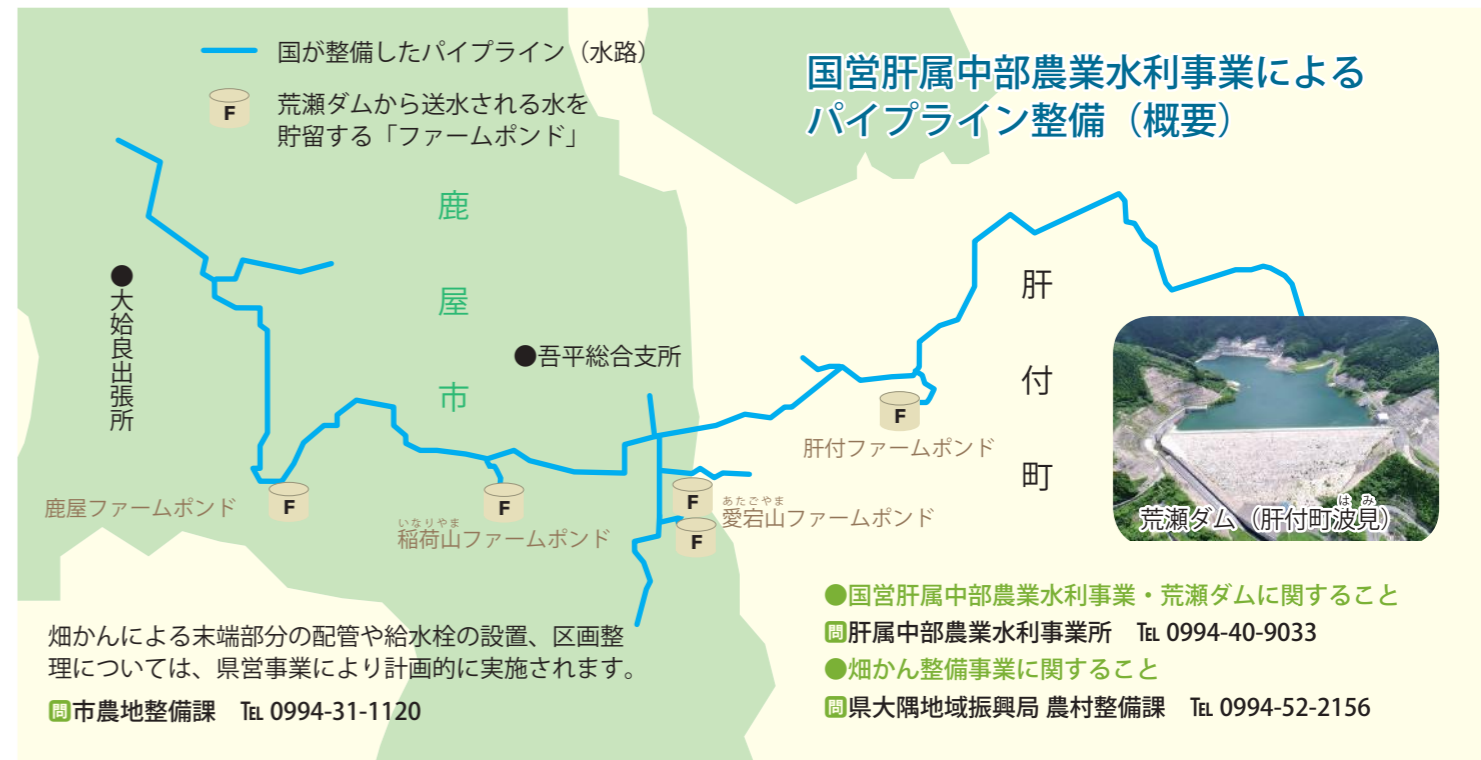 国が整備したパイプライン（水路）
F
荒瀬ダムから送水される水を
貯留する「ファームポンド」
国営肝属中部農業水利事業による
パイプライン整備（概要）
鹿屋市
肝付町
●大姶良出張所
●吾平総合支所
F
肝付ファームポンド
鹿屋ファームポンド
F
F
いなりやま
稲荷山ファームポンド
F
F
あたごやま
愛宕山ファームポンド
はみ
荒瀬ダム（肝付町波見）
畑かんによる末端部分の配管や給水栓の設置、区画整
理については、県営事業により計画的に実施されます。
問市農地整備課　℡ 0994-31-1120
●国営肝属中部農業水利事業・荒瀬ダムに関すること
問肝属中部農業水利事業所　℡ 0994-40-9033
●畑かん整備事業に関すること
問県大隅地域振興局 農村整備課　℡ 0994-52-2156